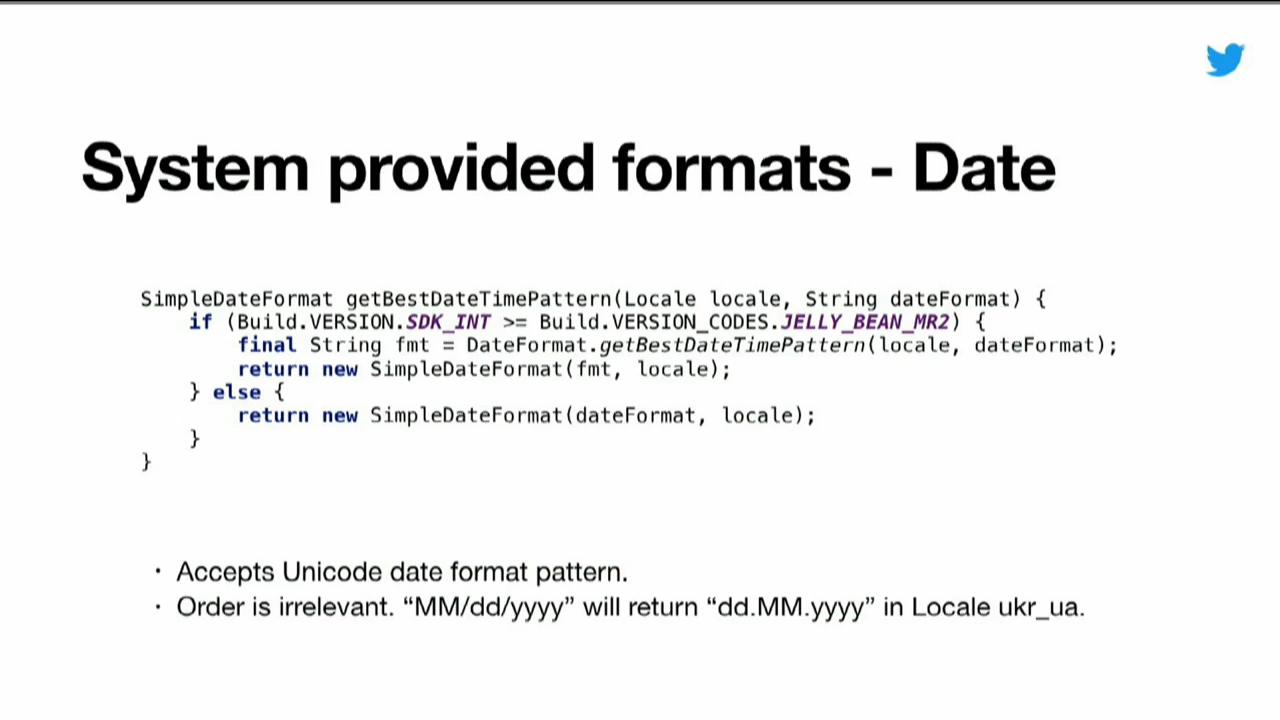 System provided formats - Date
SimpleDateFormat getBestDateTimePattern(Locale locale, String dateFormat) {
    if (Build.VERSION.SDK_INT >= Build.VERSION_CODES.JELLY_BEAN_MR2) {
        final String fmt = DateFormat.getBestDateTimePattern(locale, dateFormat);
        return new SimpleDateFormat(fmt, locale);
    } else {
        return new SimpleDateFormat(dateFormat, locale);
    }
}
· Accepts Unicode date format pattern.
· Order is irrelevant. “MM/dd/yyyy” will return “dd.MM.yyyy” in Locale ukr_ua.